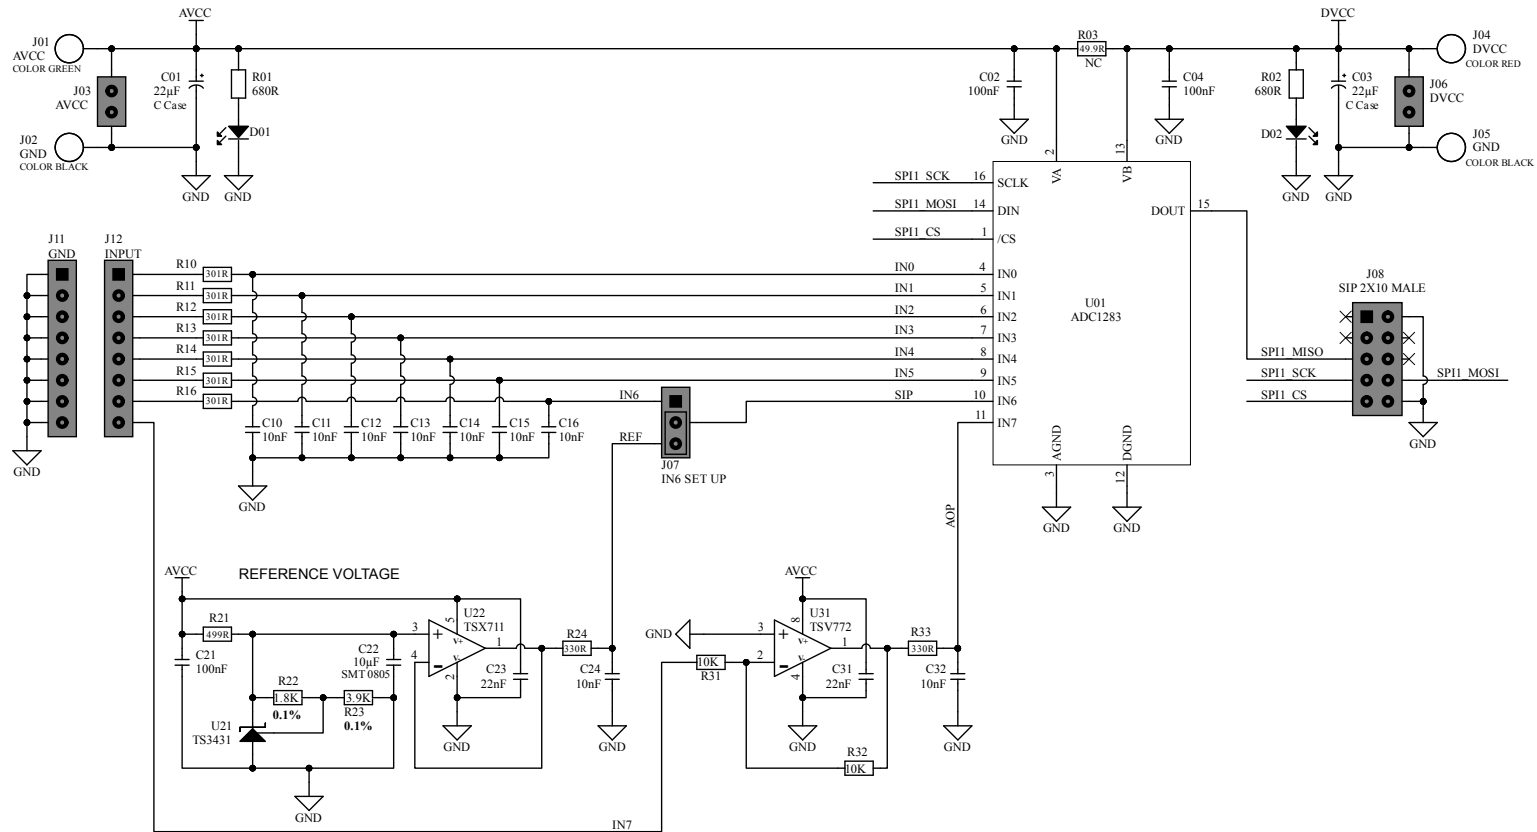 AVCC
DVCC
J01
AVCC
COLOR GREEN
J03
AVCC
C01
22µF
C Case
R01
680R
D01
J02
GND
COLOR BLACK
GND
GND
C02
100nF
GND
R03
49.9R
NC
C04
100nF
GND
R02
680R
D02
GND
C03
22µF
C Case
GND
J06
DVCC
J04
DVCC
COLOR RED
J05
GND
COLOR BLACK
2
13
VA
VB
SPI1_SCK
16
SCLK
SPI1_MOSI
14
DIN
DOUT
15
SPI1_CS
1
/CS
J11
GND
J12
INPUT
R10
301R
IN0
4
IN0
R11
301R
IN1
5
IN1
R12
301R
IN2
6
IN2
R13
301R
IN3
7
IN3
R14
301R
IN4
8
IN4
R15
301R
IN5
9
IN5
R16
301R
IN6
SIP
10
IN6
11
IN7
U01
ADC1283
J08
SIP 2X10 MALE
SPI1_MISO
SPI1_SCK
SPI1_MOSI
SPI1_CS
GND
C10
10nF
C11
10nF
C12
10nF
C13
10nF
C14
10nF
C15
10nF
C16
10nF
REF
J07
IN6 SET UP
GND
GND
AGND
DGND
3
12
GND
GND
AOP
AVCC
REFERENCE VOLTAGE
R21
499R
C21
100nF
C22
10µF
SMT 0805
R22
1.8K
0.1%
3.9K
R23
0.1%
U21
TS3431
GND
U22
TSX711
3
4
5
V+
V-
2
1
C23
22nF
GND
R24
330R
C24
10nF
GND
AVCC
GND
U31
TSV772
3
2
8
V+
V-
4
1
10K
R31
C31
22nF
GND
R33
330R
C32
10nF
GND
R32
10K
IN7